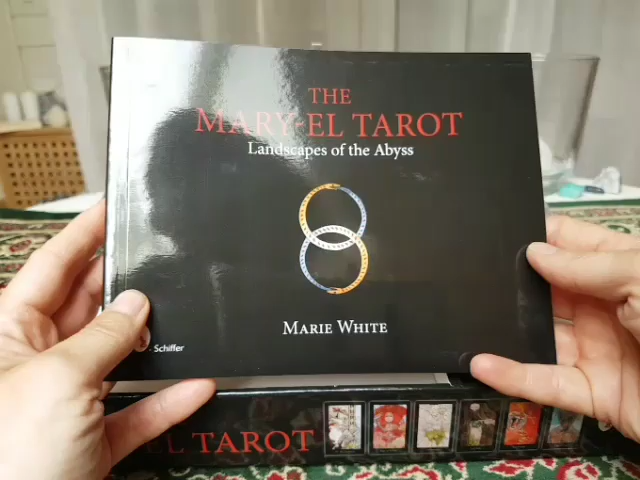 THE
MARY-EL TAROT
Landscapes of the Abyss
MARIE WHITE
Schiffer
EL TAROT